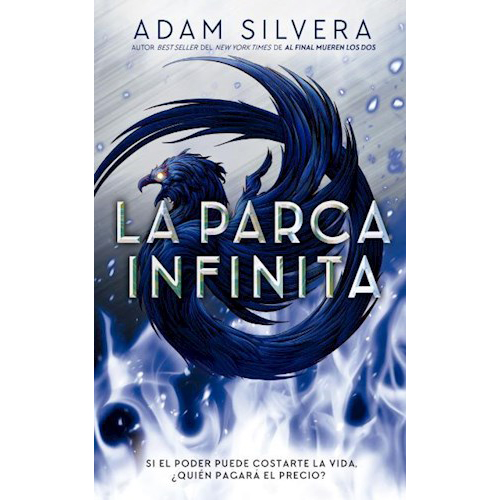 ADAM SILVERA
AUTOR BEST SELLER DEL NEW YORK TIMES DE AL FINAL MUEREN LOS DOS
LA PARCA
INFINITA
SI EL PODER PUEDE COSTARTE LA VIDA,
¿QUIÉN PAGARÁ EL PRECIO?